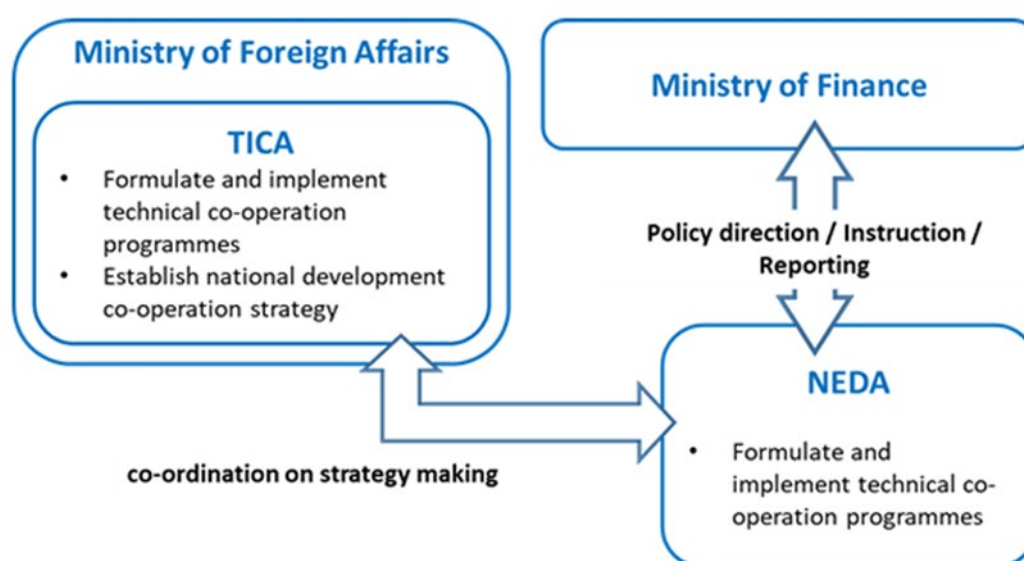 Ministry of Foreign Affairs
TICA
• Formulate and implement
technical co-operation
programmes
• Establish national development
co-operation strategy
Ministry of Finance
Policy direction / Instruction /
Reporting
NEDA
• Formulate and
implement technical co-
operation programmes
co-ordination on strategy making